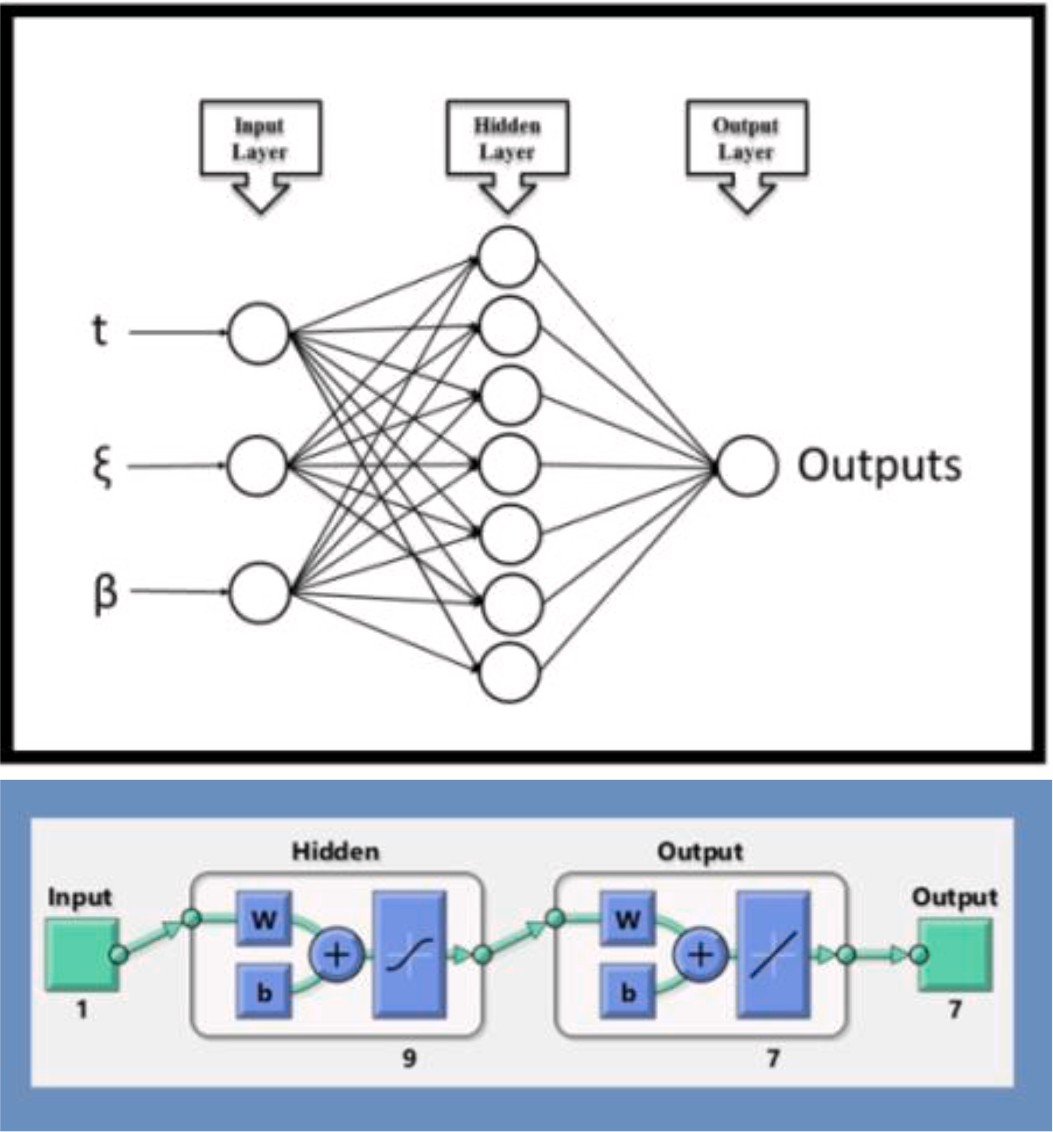 Input
Layer
Hidden
Layer
Output
Layer
t
ξ
β
Outputs
Hidden
Output
Input
Output
W
b
+
W
b
+
1
9
7
7